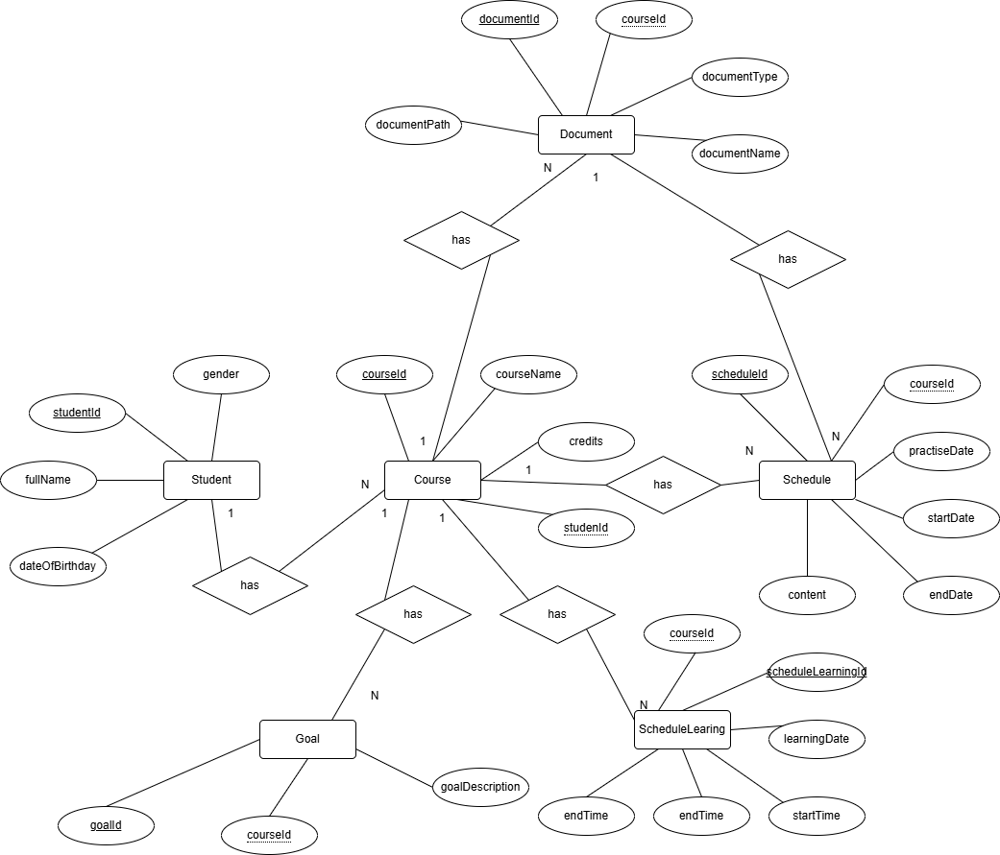 documentId
courseId
documentType
documentPath
Document
documentName
N
1
has
has
gender
courseId
courseName
scheduleId
courseId
studentId
1
credits
N
N
practiseDate
fullName
Student
N
Course
1
has
Schedule
1
1
1
studenId
startDate
dateOfBirthday
has
has
has
content
endDate
courseId
scheduleLearningId
N
N
ScheduleLearing
Goal
learningDate
goalDescription
endTime
endTime
startTime
goalId
courseId